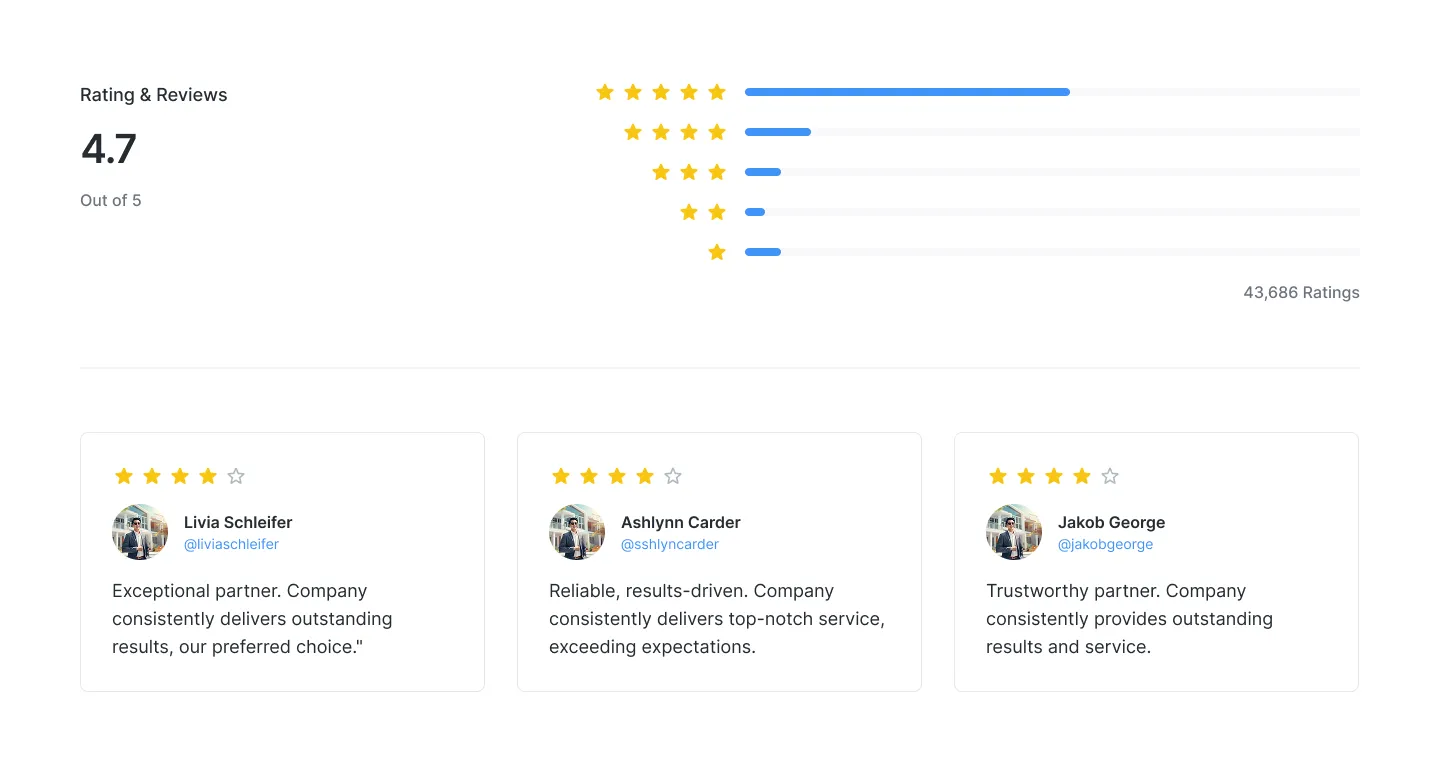 Rating & Reviews
4.7
Out of 5
43,686 Ratings
Livia Schleifer
@liviaschleifer
Exceptional partner. Company
consistently delivers outstanding
results, our preferred choice."
Ashlynn Carder
@sshlyncarder
Reliable, results-driven. Company
consistently delivers top-notch service,
exceeding expectations.
Jakob George
@jakobgeorge
Trustworthy partner. Company
consistently provides outstanding
results and service.